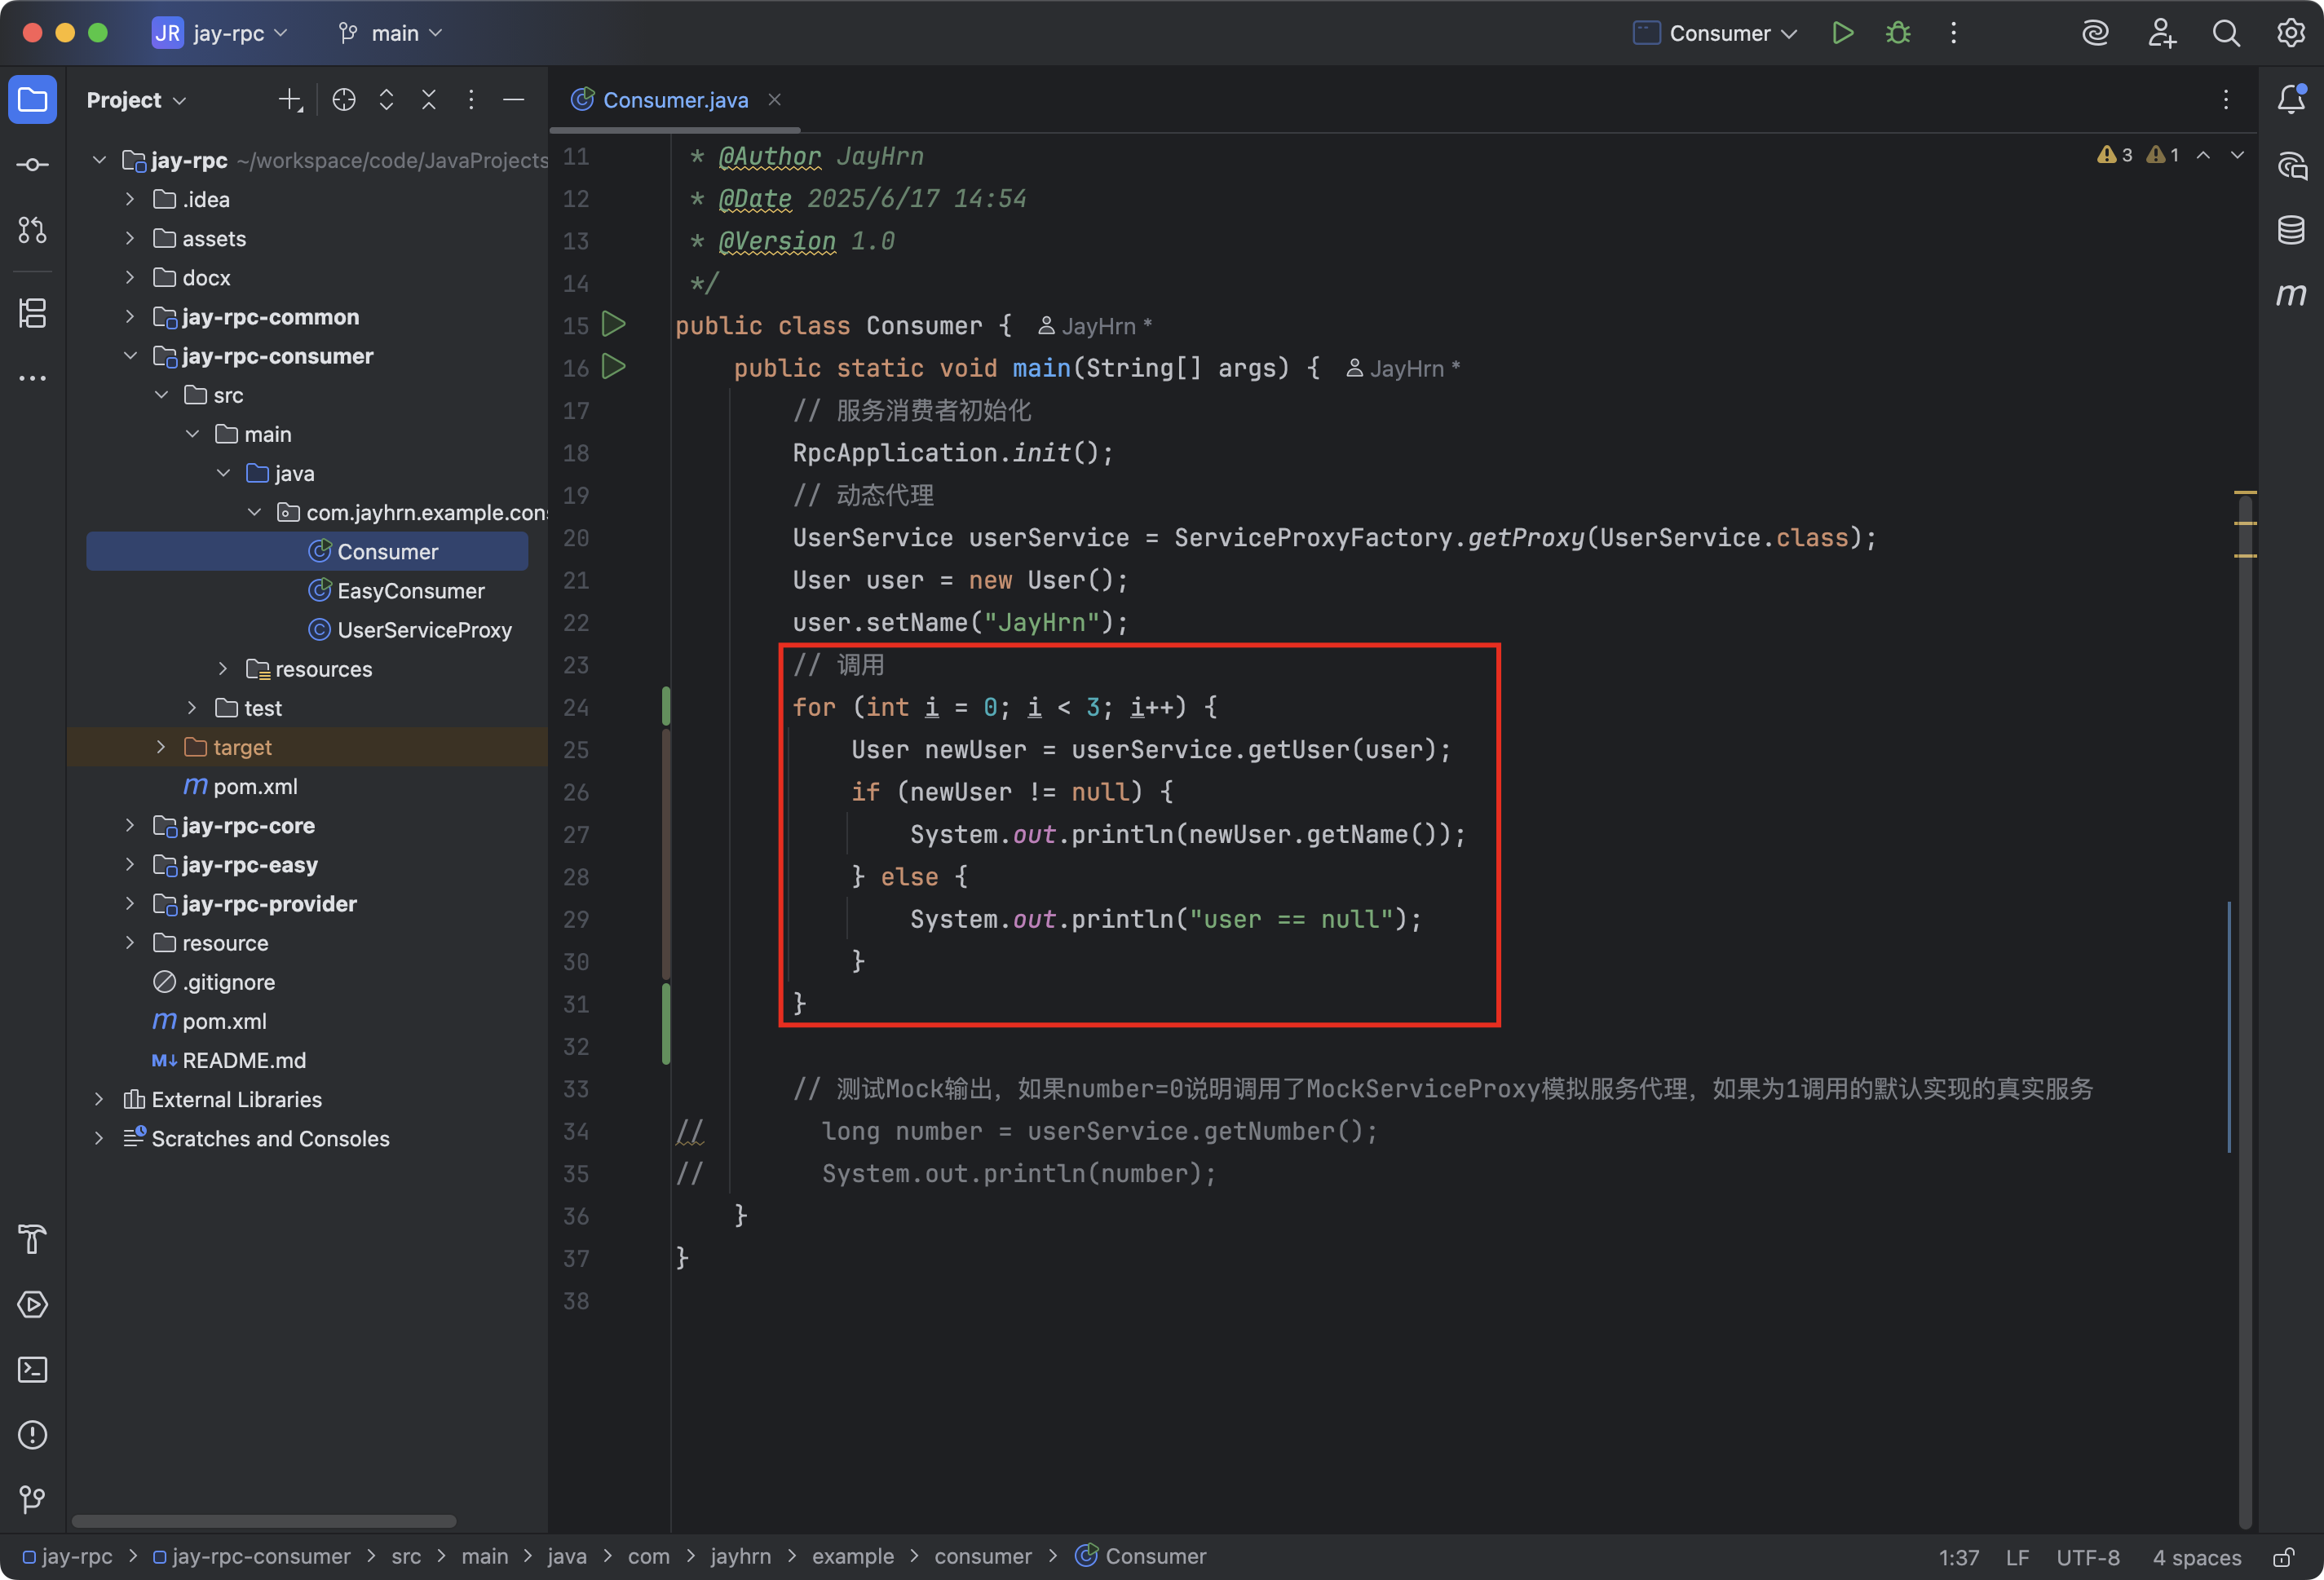 JR jay-rpc main Consumer
Project
Consumer.java
jay-rpc ~/workspace/code/JavaProjects
.idea
assets
docx
jay-rpc-common
jay-rpc-consumer
src
main
java
com.jayhrn.example.con
Consumer
EasyConsumer
UserServiceProxy
resources
test
target
m pom.xml
jay-rpc-core
jay-rpc-easy
jay-rpc-provider
resource
.gitignore
m pom.xml
M↓ README.md
External Libraries
Scratches and Consoles
3 1
11 * @Author JayHrn
12 * @Date 2025/6/17 14:54
13 * @Version 1.0
14 */
15 public class Consumer { JayHrn *
16 public static void main(String[] args) { JayHrn *
17 // 服务消费者初始化
18 RpcApplication.init();
19 // 动态代理
20 UserService userService = ServiceProxyFactory.getProxy(UserService.class);
21 User user = new User();
22 user.setName("JayHrn");
23 // 调用
24 for (int i = 0; i < 3; i++) {
25 User newUser = userService.getUser(user);
26 if (newUser != null) {
27 System.out.println(newUser.getName());
28 } else {
29 System.out.println("user == null");
30 }
31 }
32
33 // 测试Mock输出，如果number=0说明调用了MockServiceProxy模拟服务代理，如果为1调用的默认实现的真实服务
34 // long number = userService.getNumber();
35 // System.out.println(number);
36 }
37 }
38
m
jay-rpc > jay-rpc-consumer > src > main > java > com > jayhrn > example > consumer > Consumer
1:37 LF UTF-8 4 spaces